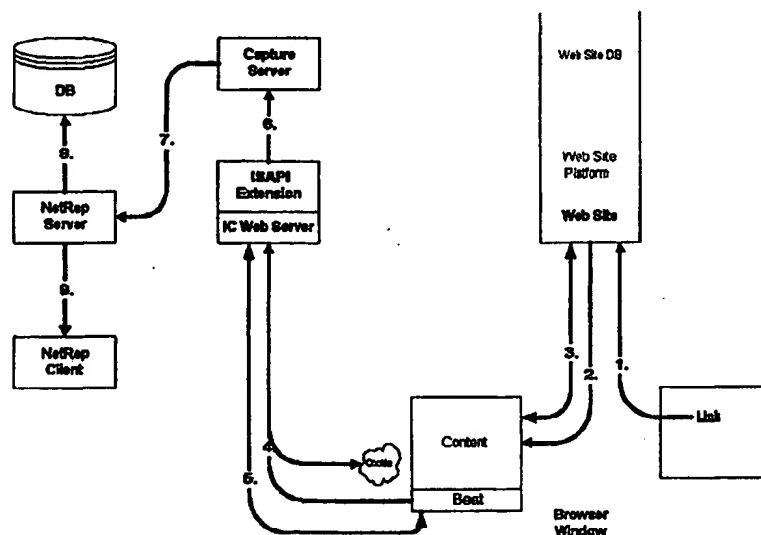 DB
Capture
Server
Web Site DB
8.
7.
6.
ISAPI
Extension
IC Web Server
Web Site
Platform
Web Site
NetRep
Server
9.
NetRep
Client
3.
2.
1.
Link
Content
Cookie
4.
5.
Beat
Browser
Window